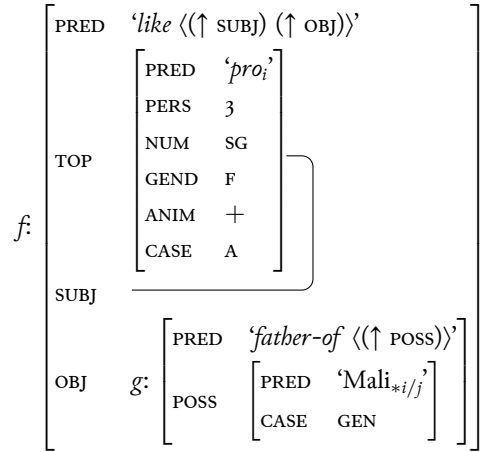 PRED ‘like ⟨(↑ SUBJ) (↑ OBJ)⟩’
PRED ‘proᵢ’
PERS 3
NUM SG
TOP
GEND F
ANIM +
f:
CASE A
SUBJ
PRED ‘father-of ⟨(↑ POSS)⟩’
OBJ g: PRED ‘Mali*i/j’
POSS
CASE GEN